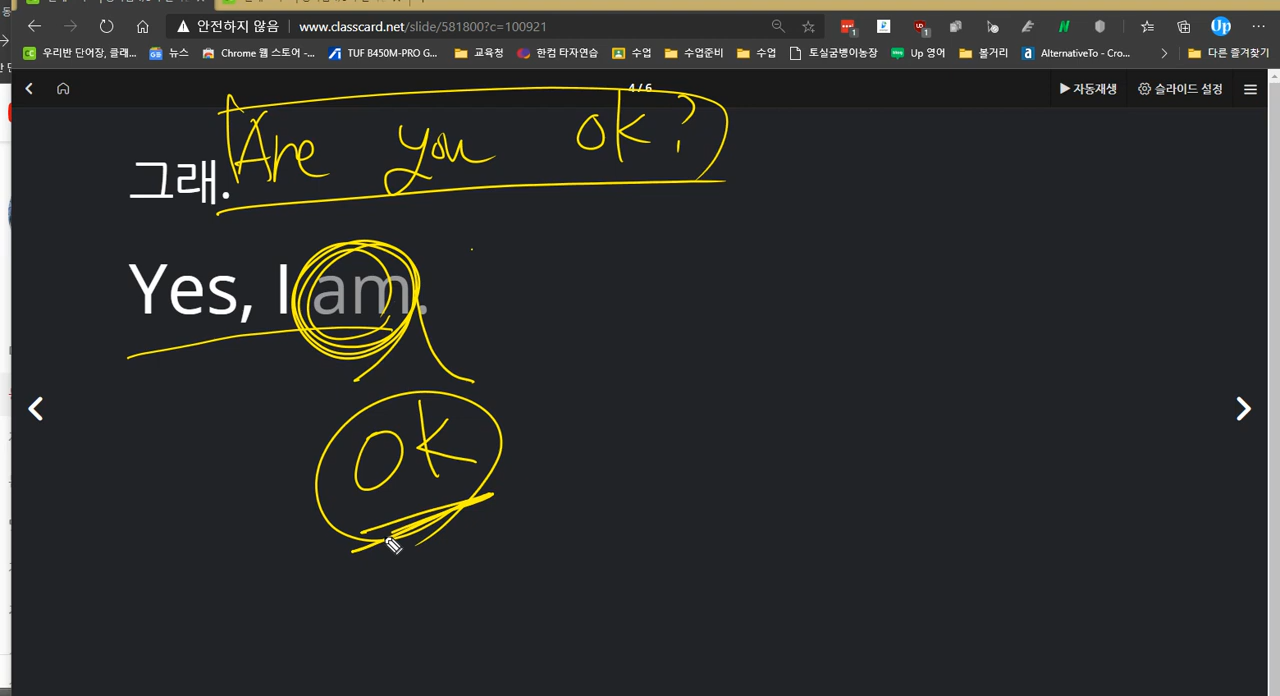 안전하지 않음 www.classcard.net/slide/581800?c=100921
우리반 단어장, 클래... 뉴스 Chrome 웹 스토어 -... TUF B450M-PRO G... 교육청 한컴 타자연습 수업 수업준비 수업 토실굼벵이농장 Up 영어 볼거리 AlternativeTo - Cro... 다른 즐겨찾기
4 / 6 자동재생 슬라이드 설정
Are you ok?
그래.
Yes, I am.
OK